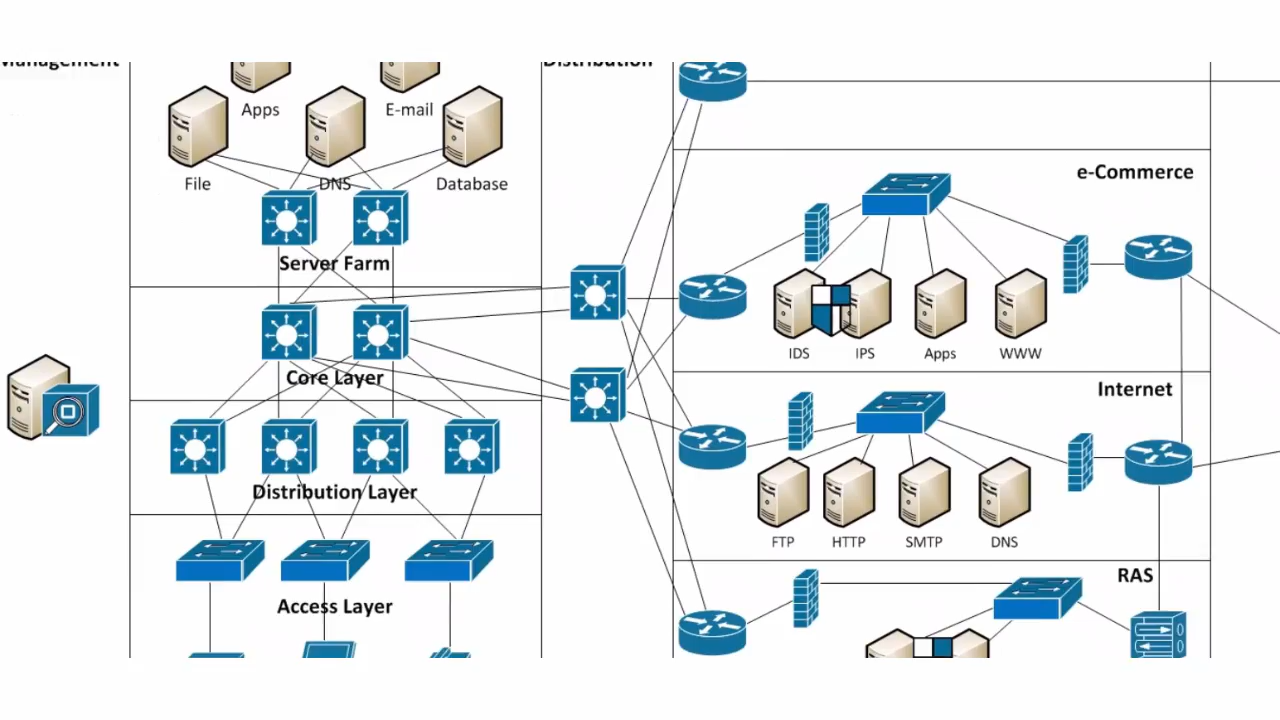 Management
Distribution
Apps
E-mail
File
DNS
Database
Server Farm
Core Layer
Distribution Layer
Access Layer
e-Commerce
IDS
IPS
Apps
WWW
Internet
FTP
HTTP
SMTP
DNS
RAS